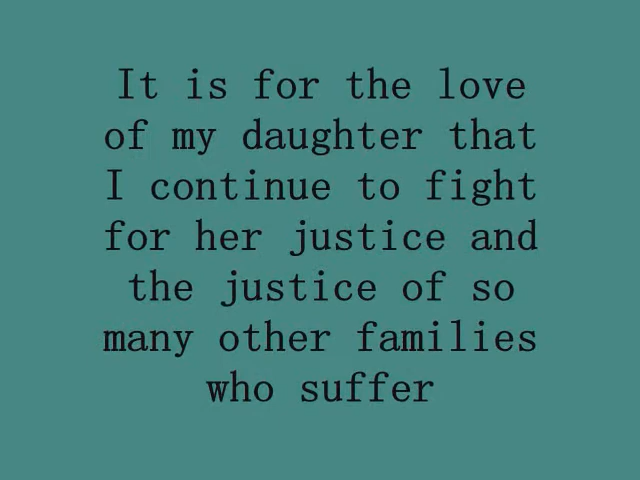 It is for the love
of my daughter that
I continue to fight
for her justice and
the justice of so
many other families
who suffer